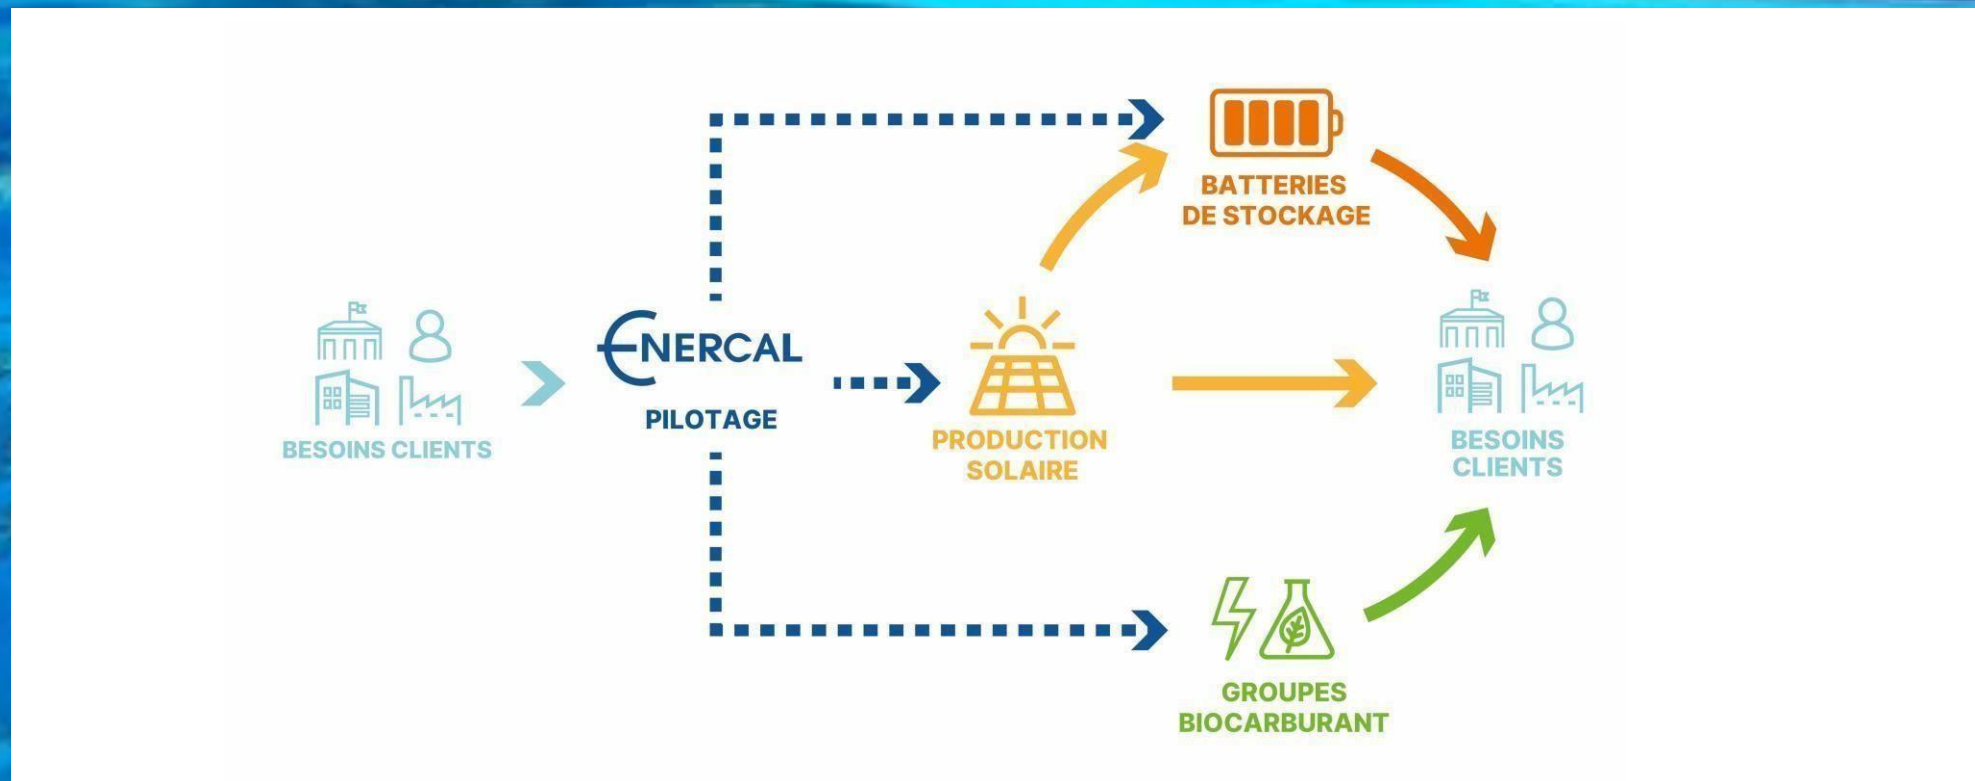 BATTERIES
DE STOCKAGE
BESOINS CLIENTS
ENERCAL
PILOTAGE
PRODUCTION
SOLAIRE
BESOINS
CLIENTS
GROUPES
BIOCARBURANT